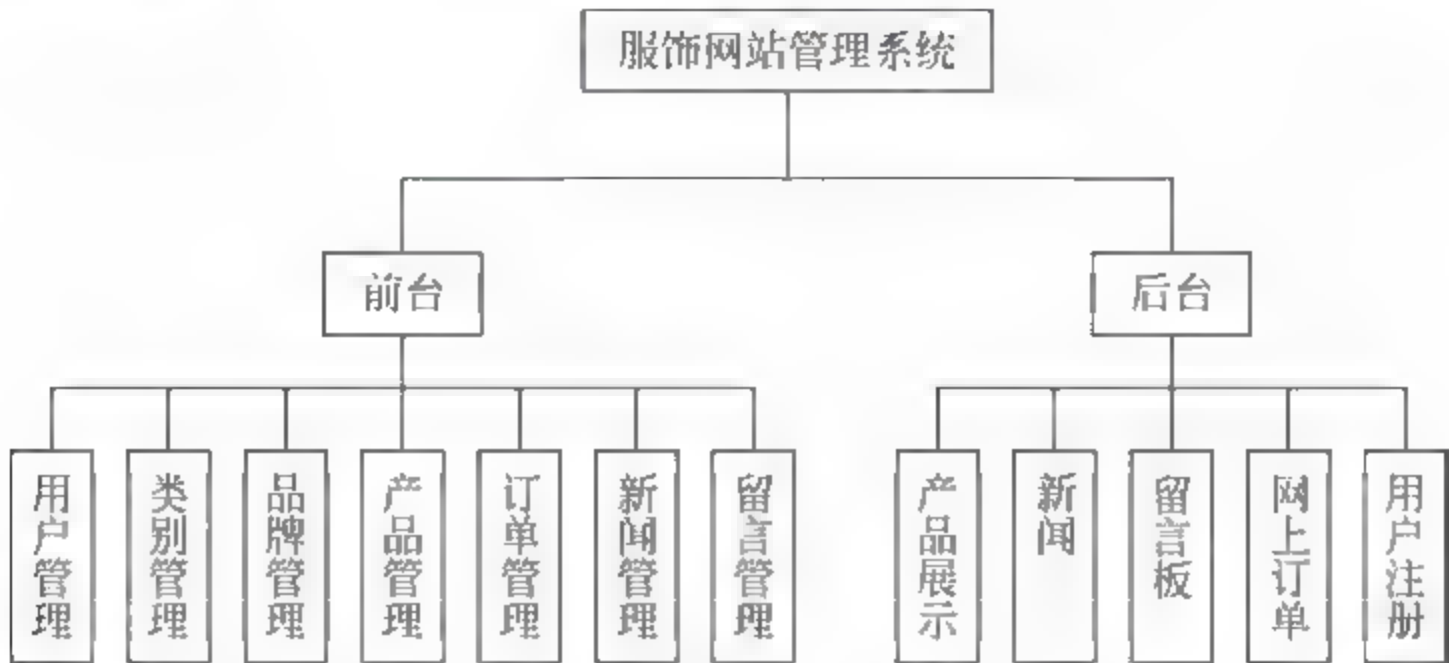 服饰网站管理系统
前台
后台
用户管理
类别管理
品牌管理
产品管理
订单管理
新闻管理
留言管理
产品展示
新闻
留言板
网上订单
用户注册